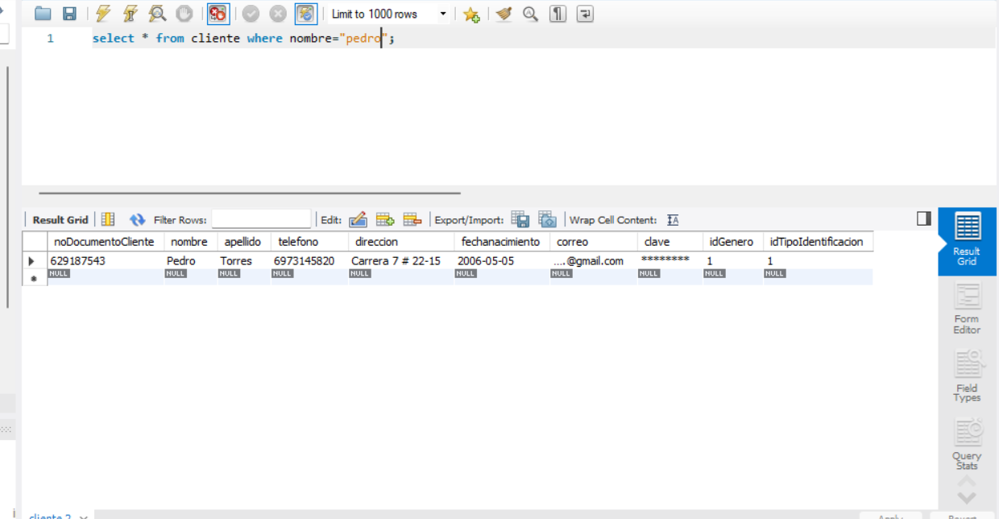 Limit to 1000 rows
1 select * from cliente where nombre="pedro";
Result Grid Filter Rows: Edit: Export/Import: Wrap Cell Content: IA
noDocumentoCliente nombre apellido telefono direccion fechanacimiento correo clave idGenero idTipoIdentificacion
629187543 Pedro Torres 6973145820 Carrera 7 # 22-15 2006-05-05 ....@gmail.com ******** 1 1
NULL NULL NULL NULL NULL NULL NULL NULL NULL NULL
Result
Grid
Form
Editor
Field
Types
Query
Stats
cliente 2
Apply Revert